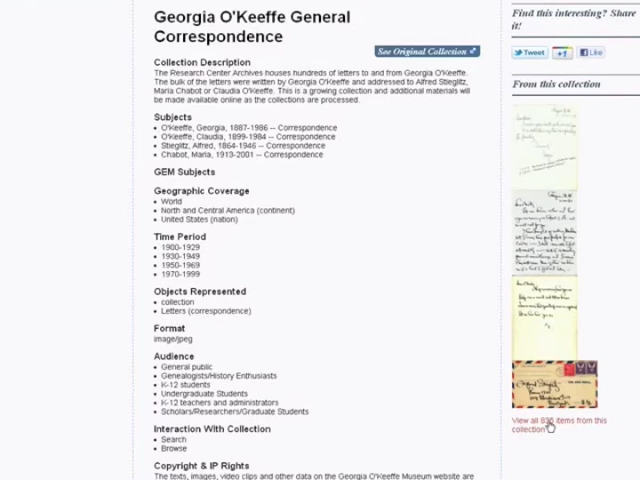 Georgia O'Keeffe General
Correspondence
See Original Collection
Collection Description
The Research Center Archives houses hundreds of letters to and from Georgia O'Keeffe.
The bulk of the letters were written by Georgia O'Keeffe and addressed to Alfred Stieglitz,
Maria Chabot or Claudia O'Keeffe. This is a growing collection and additional materials will
be made available online as the collections are processed.
Subjects
O'Keeffe, Georgia, 1887-1986 -- Correspondence
O'Keeffe, Claudia, 1899-1984 -- Correspondence
Stieglitz, Alfred, 1864-1946 -- Correspondence
Chabot, Maria, 1913-2001 -- Correspondence
GEM Subjects
Geographic Coverage
World
North and Central America (continent)
United States (nation)
Time Period
1900-1929
1930-1949
1950-1969
1970-1999
Objects Represented
collection
Letters (correspondence)
Format
image/jpeg
Audience
General public
Genealogists/History Enthusiasts
K-12 students
Undergraduate Students
K-12 teachers and administrators
Scholars/Researchers/Graduate Students
Interaction With Collection
Search
Browse
Copyright & IP Rights
The texts, images, video clips and other data on the Georgia O'Keeffe Museum website are
Find this interesting? Share
it!
Tweet
+1
Like
From this collection
View all items from this
collection